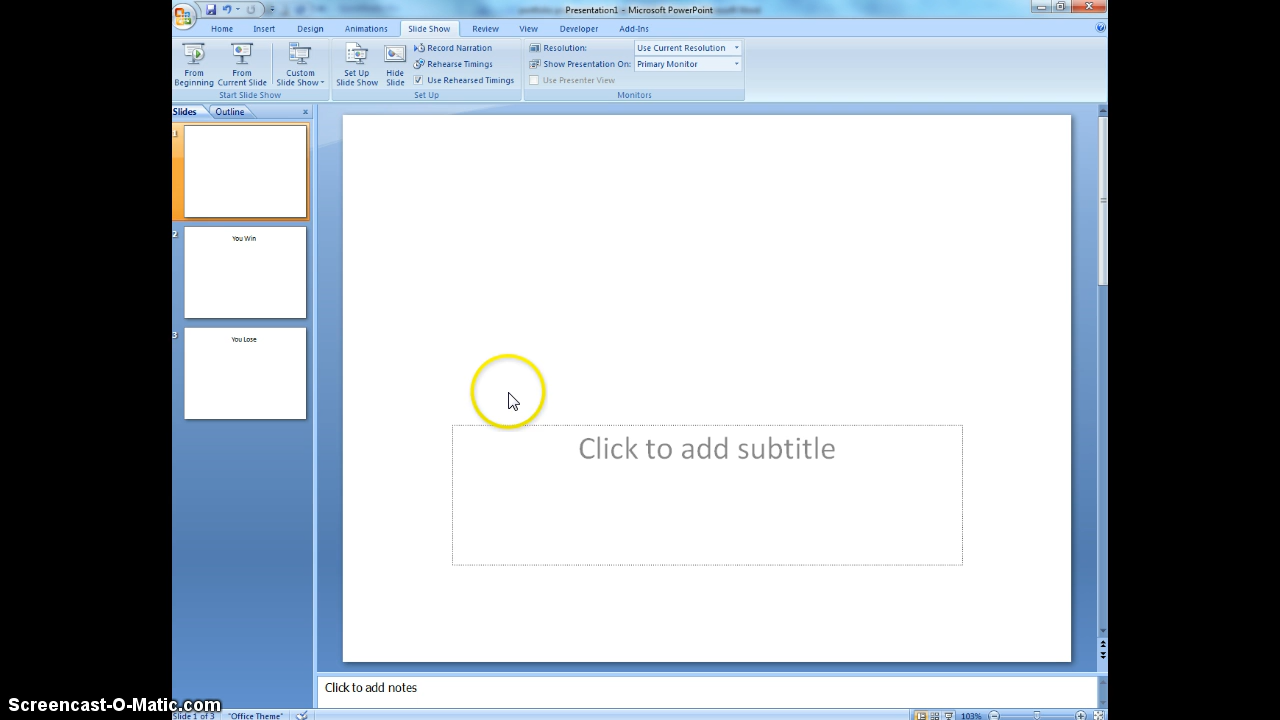 Presentation1 - Microsoft PowerPoint
Home Insert Design Animations Slide Show Review View Developer Add-Ins
From Beginning
From Current Slide
Custom Slide Show
Start Slide Show
Set Up Slide Show
Hide Slide
Record Narration
Rehearse Timings
Use Rehearsed Timings
Set Up
Resolution: Use Current Resolution
Show Presentation On: Primary Monitor
Use Presenter View
Monitors
Slides Outline
1
2
You Win
3
You Lose
Click to add subtitle
Click to add notes
Slide 1 of 3 "Office Theme" 103%
Screencast-O-Matic.com